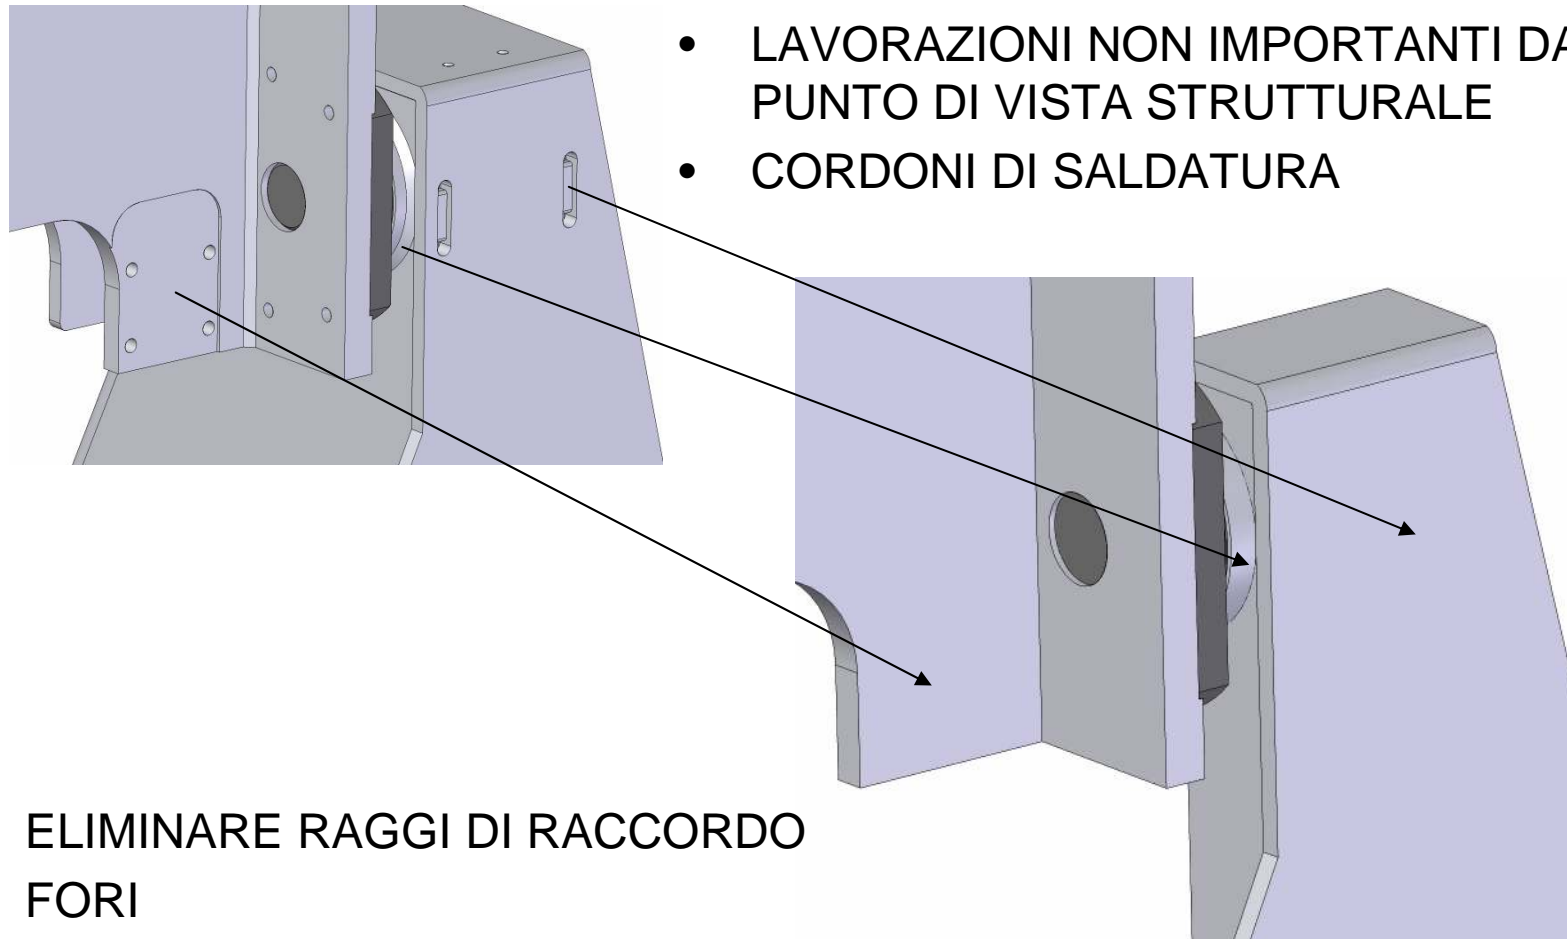 • LAVORAZIONI NON IMPORTANTI DA
PUNTO DI VISTA STRUTTURALE
• CORDONI DI SALDATURA
ELIMINARE RAGGI DI RACCORDO
FORI